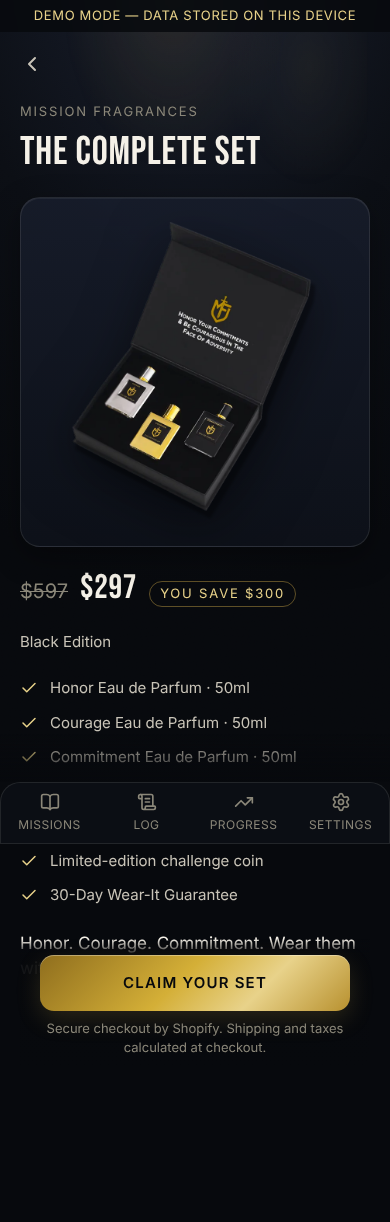 DEMO MODE — DATA STORED ON THIS DEVICE
MISSION FRAGRANCES
THE COMPLETE SET
HONOR YOUR COMMITMENTS
& BE COURAGEOUS IN THE
FACE OF ADVERSITY
$597 $297 YOU SAVE $300
Black Edition
Honor Eau de Parfum · 50ml
Courage Eau de Parfum · 50ml
Commitment Eau de Parfum · 50ml
MISSIONS LOG PROGRESS SETTINGS
Limited-edition challenge coin
30-Day Wear-It Guarantee
Honor. Courage. Commitment. Wear them
CLAIM YOUR SET
Secure checkout by Shopify. Shipping and taxes
calculated at checkout.